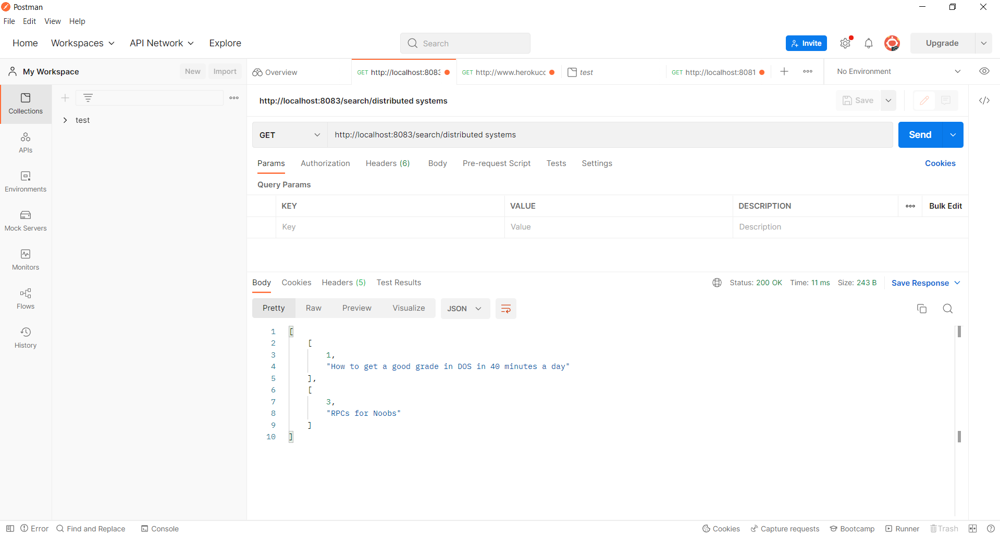 Postman
File Edit View Help
Home Workspaces API Network Explore Search Invite Upgrade
My Workspace New Import Overview GET http://localhost:8083 GET http://www.herokucc test GET http://localhost:8081 No Environment
Collections
test
APIs
Environments
Mock Servers
Monitors
Flows
History
http://localhost:8083/search/distributed systems Save
GET http://localhost:8083/search/distributed systems Send
Params Authorization Headers (6) Body Pre-request Script Tests Settings Cookies
Query Params
KEY VALUE DESCRIPTION Bulk Edit
Key Value Description
Body Cookies Headers (5) Test Results Status: 200 OK Time: 11 ms Size: 243 B Save Response
Pretty Raw Preview Visualize JSON
1 [
2 [
3 1,
4 "How to get a good grade in DOS in 40 minutes a day"
5 ],
6 [
7 3,
8 "RPCs for Noobs"
9 ]
10 ]
Error Find and Replace Console Cookies Capture requests Bootcamp Runner Trash